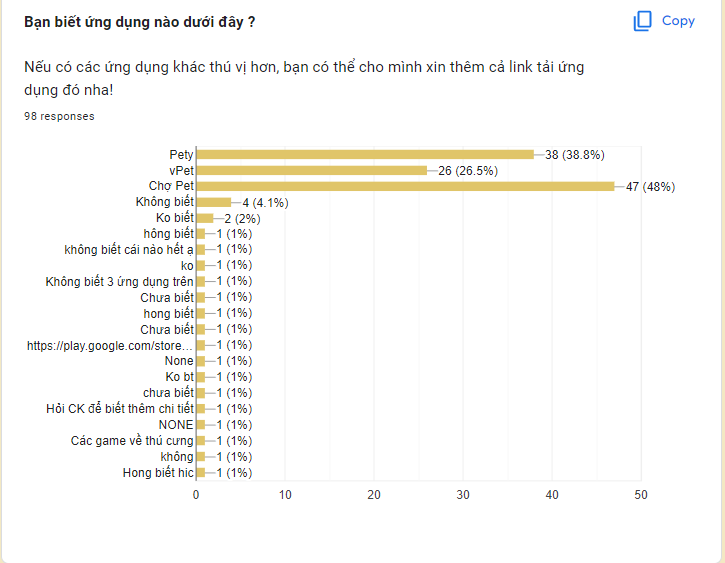 Bạn biết ứng dụng nào dưới đây ?
Copy
Nếu có các ứng dụng khác thú vị hơn, bạn có thể cho mình xin thêm cả link tải ứng
dụng đó nha!
98 responses
Pety 38 (38.8%)
vPet 26 (26.5%)
Chợ Pet 47 (48%)
Không biết 4 (4.1%)
Ko biết 2 (2%)
hông biết 1 (1%)
không biết cái nào hết ạ 1 (1%)
ko 1 (1%)
Không biết 3 ứng dụng trên 1 (1%)
Chưa biết 1 (1%)
hong biết 1 (1%)
Chưa biết 1 (1%)
https://play.google.com/store... 1 (1%)
None 1 (1%)
Ko bt 1 (1%)
chưa biết 1 (1%)
Hỏi CK để biết thêm chi tiết 1 (1%)
NONE 1 (1%)
Các game về thú cưng 1 (1%)
không 1 (1%)
Hong biết hic 1 (1%)
0 10 20 30 40 50